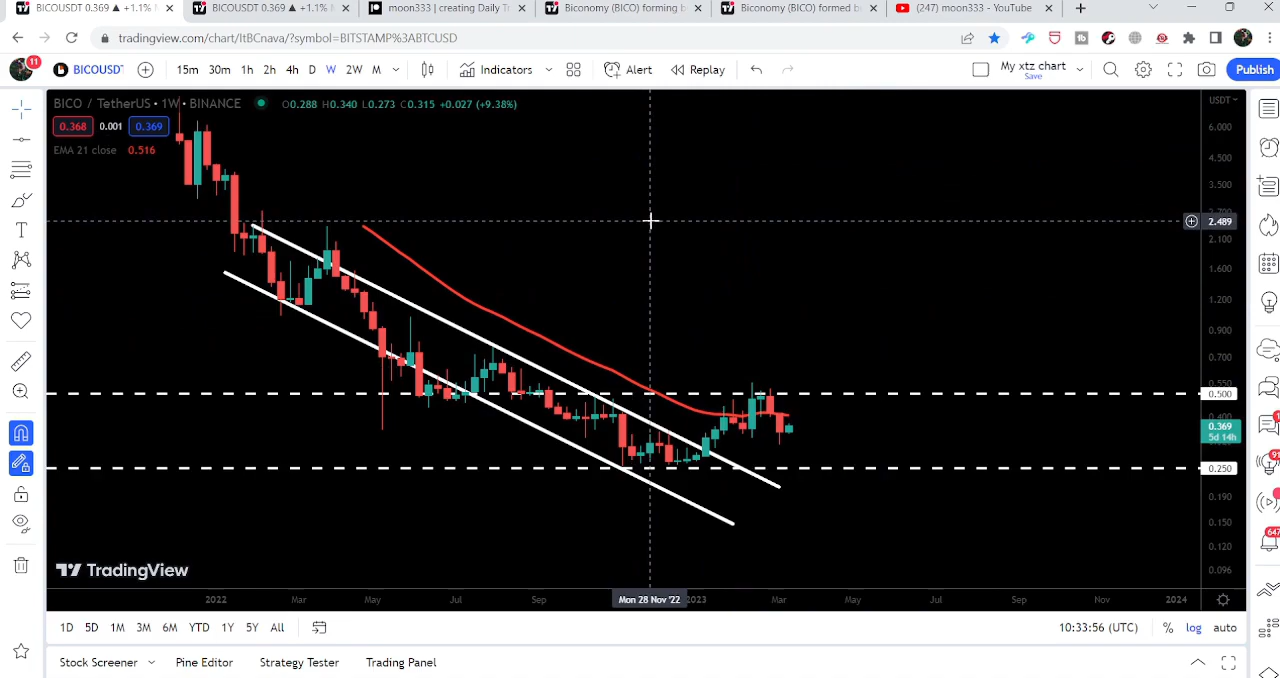 BICOUSDT 0.369 ▲ +1.1% M
BICOUSDT 0.369 ▲ +1.1% M
moon333 | creating Daily Tr
Biconomy (BICO) forming b
Biconomy (BICO) formed b
(247) moon333 - YouTube
tradingview.com/chart/ItBCnava/?symbol=BITSTAMP%3ABTCUSD
11
BICOUSDT
15m 30m 1h 2h 4h D W 2W M
Indicators
Alert
Replay
My xtz chart
Save
Publish
BICO / TetherUS • 1W • BINANCE
O0.288 H0.340 L0.273 C0.315 +0.027 (+9.38%)
USDT
0.368 0.001 0.369
EMA 21 close 0.516
6.000
4.500
3.500
2.489
2.100
1.600
1.200
0.900
0.700
0.500
0.369
5d 14h
0.250
0.190
0.150
0.120
0.096
TradingView
2022 Mar May Jul Sep Mon 28 Nov '22 2023 Mar May Jul Sep Nov 2024
1D 5D 1M 3M 6M YTD 1Y 5Y All
10:33:56 (UTC) % log auto
Stock Screener Pine Editor Strategy Tester Trading Panel